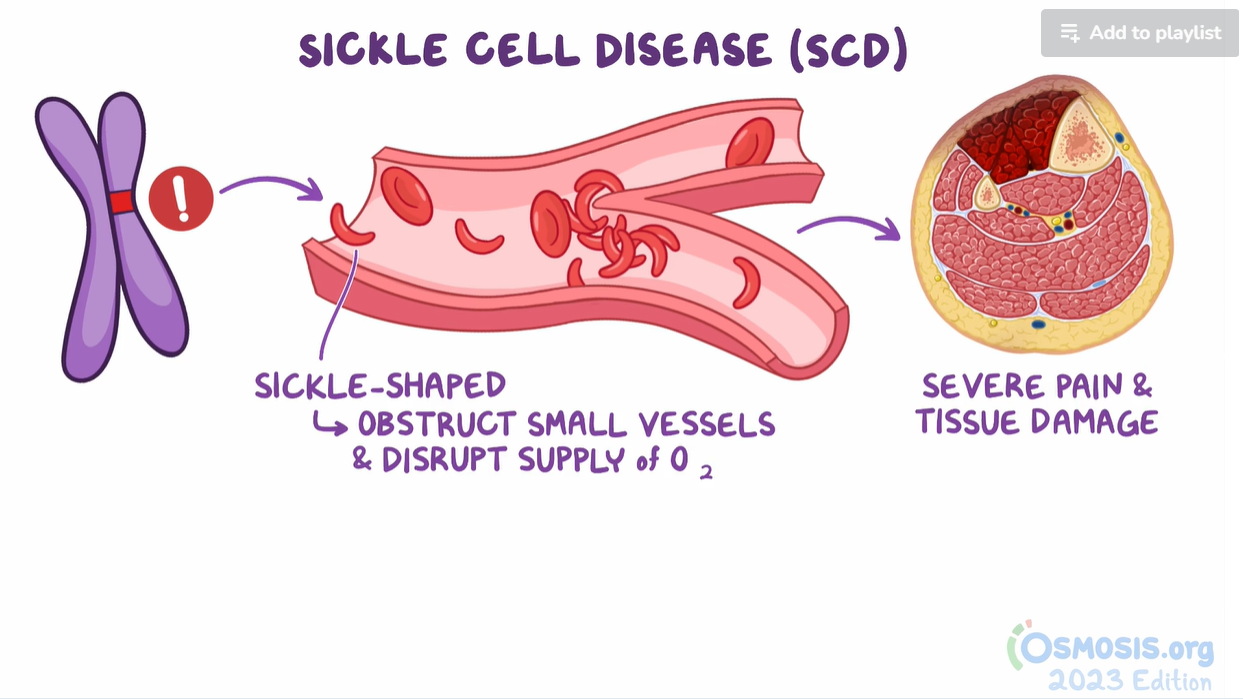 SICKLE CELL DISEASE (SCD)
Add to playlist
!
SICKLE-SHAPED
↳ OBSTRUCT SMALL VESSELS
& DISRUPT SUPPLY of O2
SEVERE PAIN &
TISSUE DAMAGE
OSMOSIS.org
2023 Edition